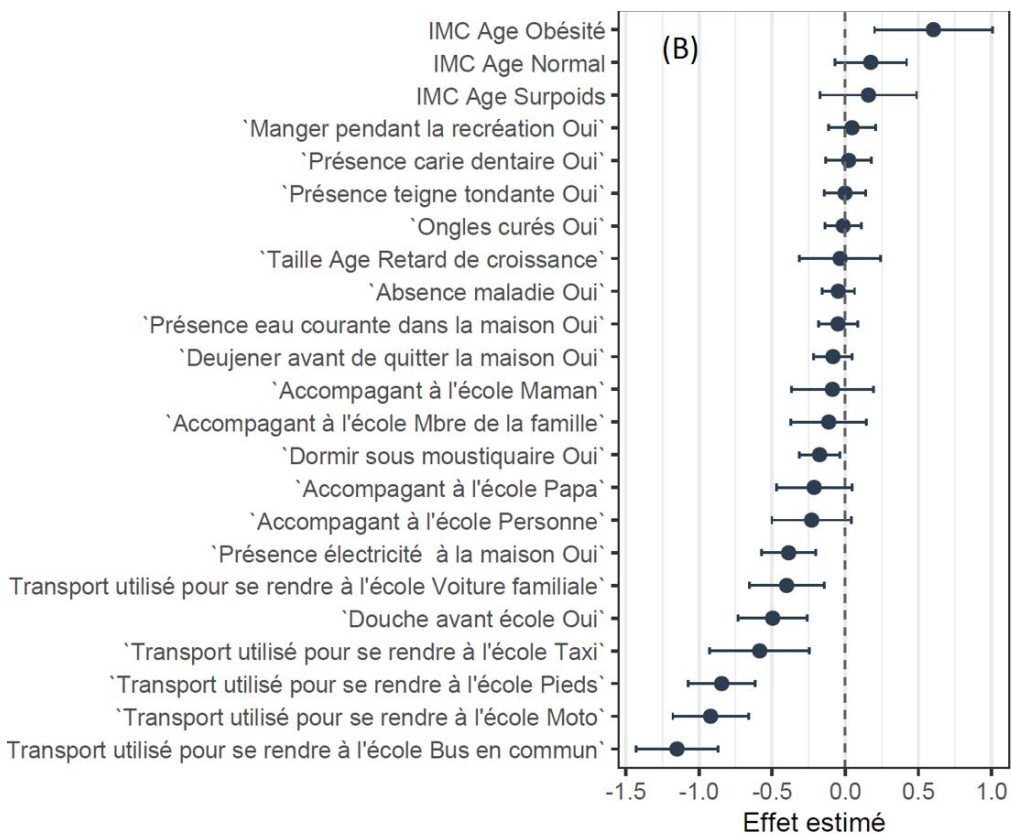 IMC Age Obésité
(B)
IMC Age Normal
IMC Age Surpoids
`Manger pendant la recréation Oui`
`Présence carie dentaire Oui`
`Présence teigne tondante Oui`
`Ongles curés Oui`
`Taille Age Retard de croissance`
`Absence maladie Oui`
`Présence eau courante dans la maison Oui`
`Deujener avant de quitter la maison Oui`
`Accompagant à l'école Maman`
`Accompagant à l'école Mbre de la famille`
`Dormir sous moustiquaire Oui`
`Accompagant à l'école Papa`
`Accompagant à l'école Personne`
`Présence électricité  à la maison Oui`
Transport utilisé pour se rendre à l'école Voiture familiale`
`Douche avant école Oui`
`Transport utilisé pour se rendre à l'école Taxi`
`Transport utilisé pour se rendre à l'école Pieds`
`Transport utilisé pour se rendre à l'école Moto`
Transport utilisé pour se rendre à l'école Bus en commun`
-1.5 -1.0 -0.5 0.0 0.5 1.0
Effet estimé